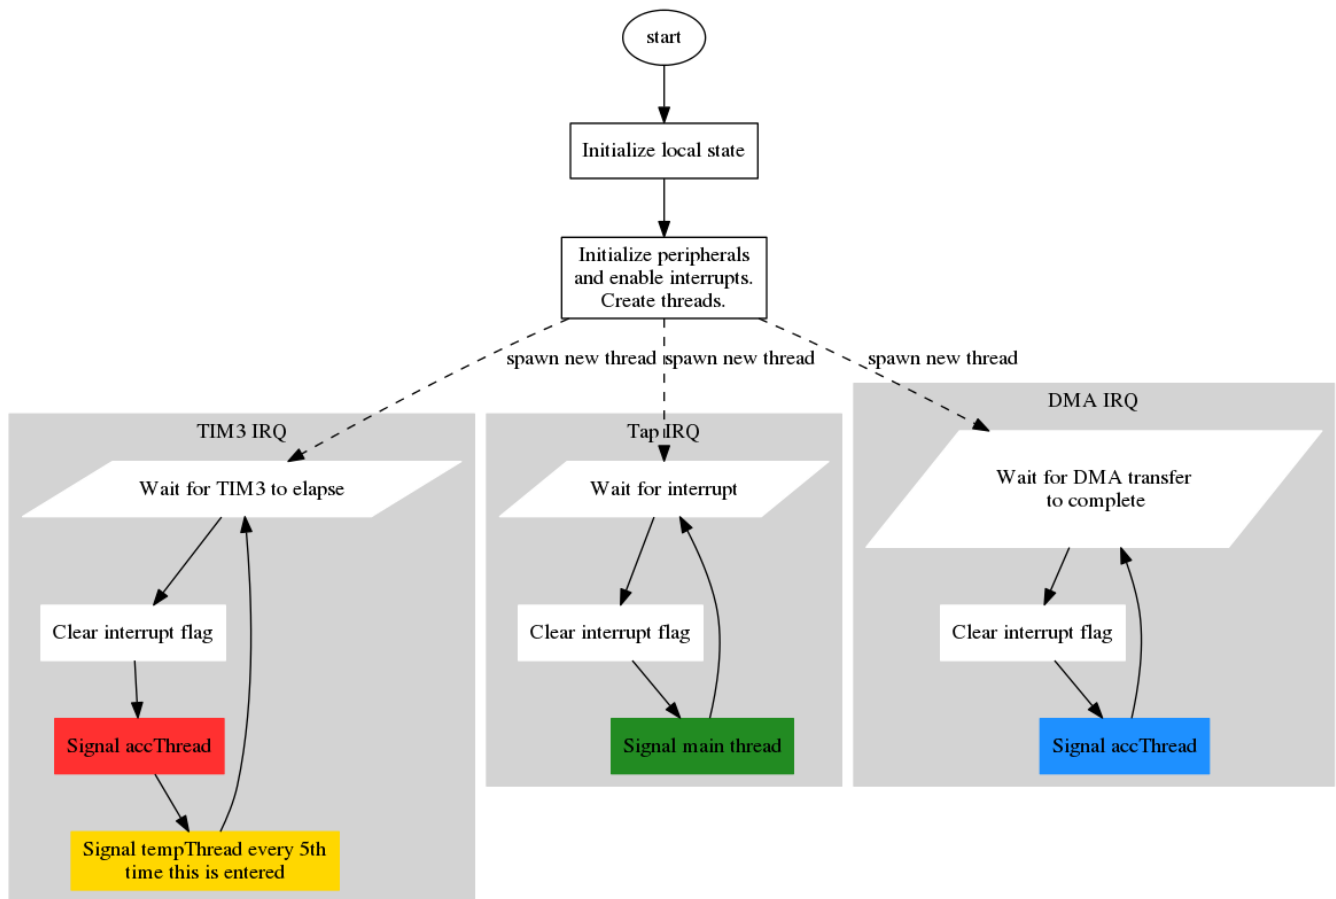 start
Initialize local state
Initialize peripherals
and enable interrupts.
Create threads.
spawn new thread
spawn new thread
spawn new thread
TIM3 IRQ
Wait for TIM3 to elapse
Clear interrupt flag
Signal accThread
Signal tempThread every 5th
time this is entered
Tap IRQ
Wait for interrupt
Clear interrupt flag
Signal main thread
DMA IRQ
Wait for DMA transfer
to complete
Clear interrupt flag
Signal accThread